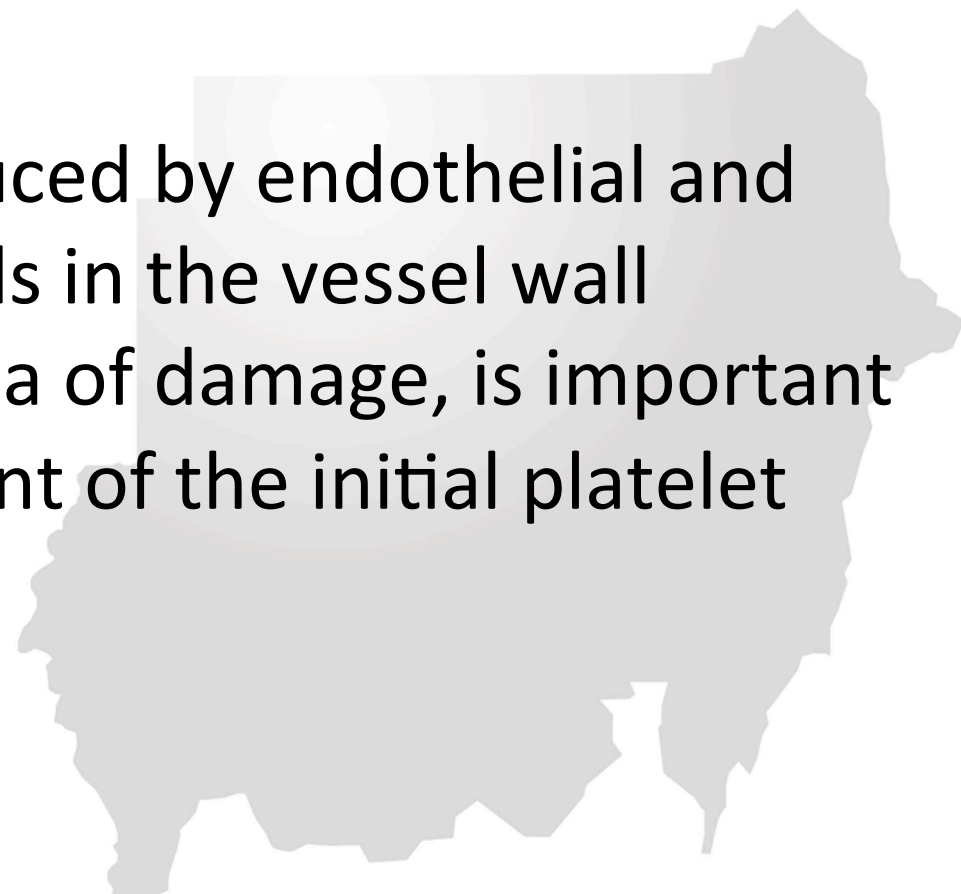 uced by endothelial and
ls in the vessel wall
a of damage, is important
nt of the initial platelet